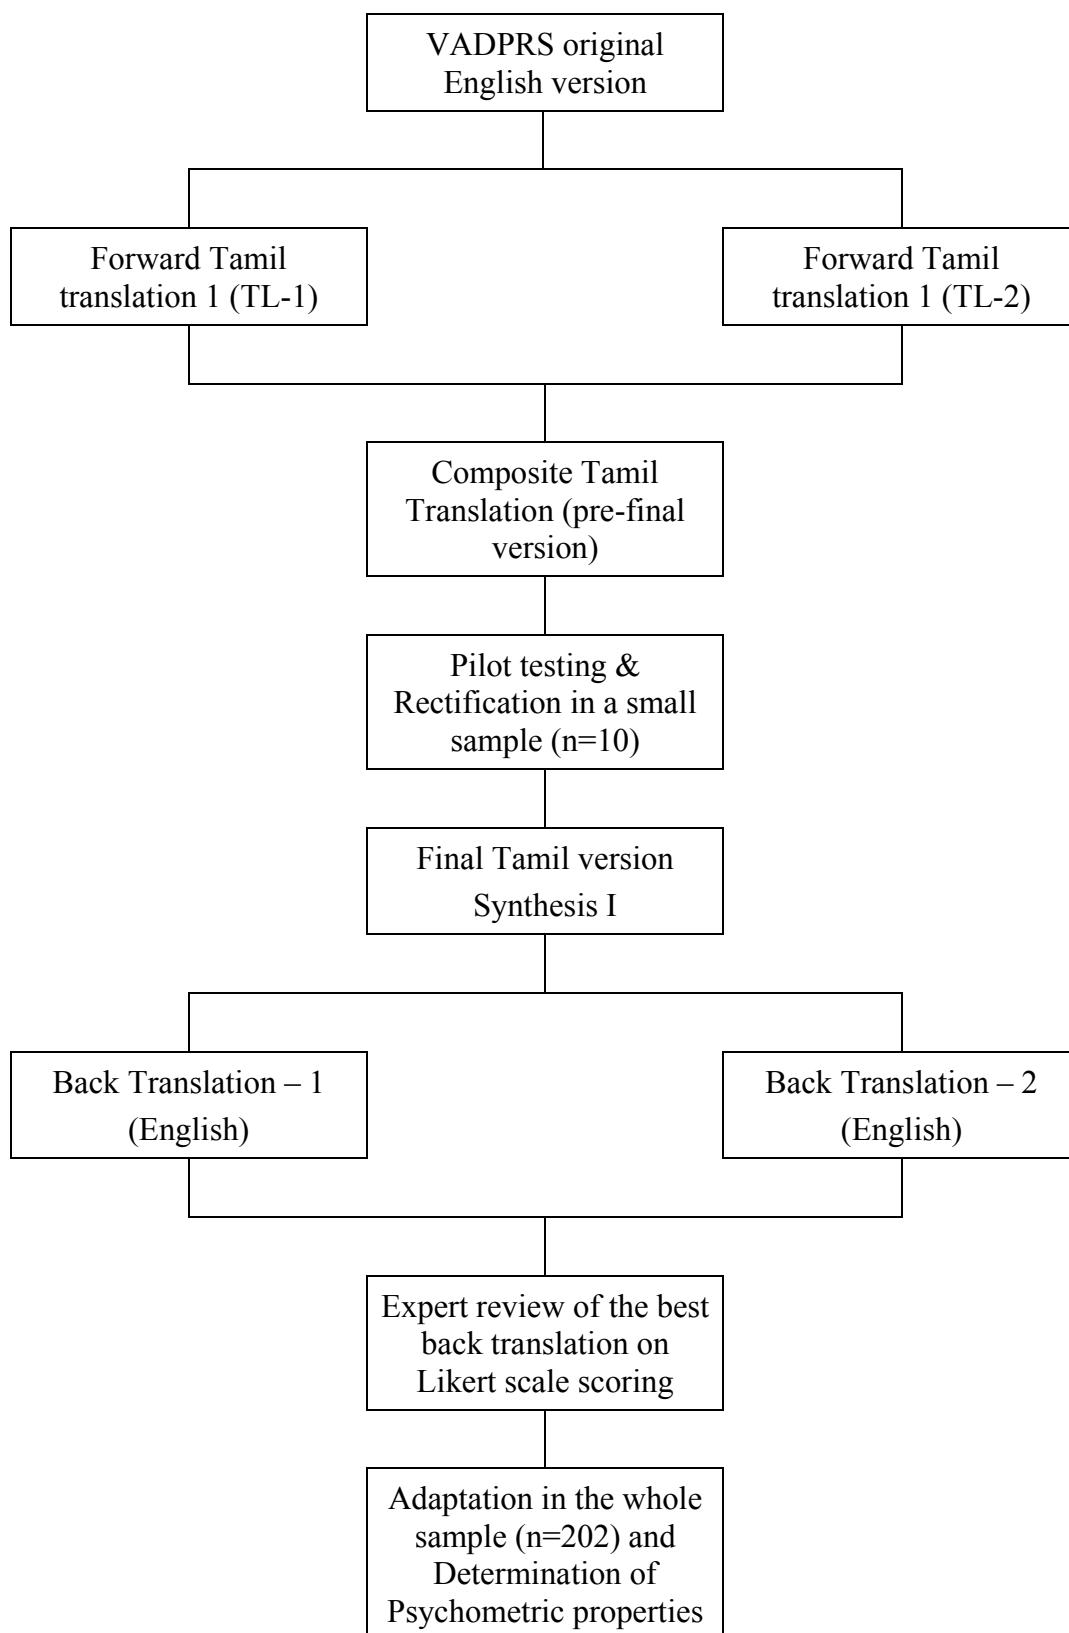 VADPRS original
English version
Forward Tamil
translation 1 (TL-1)
Forward Tamil
translation 1 (TL-2)
Composite Tamil
Translation (pre-final
version)
Pilot testing &
Rectification in a small
sample (n=10)
Final Tamil version
Synthesis I
Back Translation – 1
(English)
Back Translation – 2
(English)
Expert review of the best
back translation on
Likert scale scoring
Adaptation in the whole
sample (n=202) and
Determination of
Psychometric properties